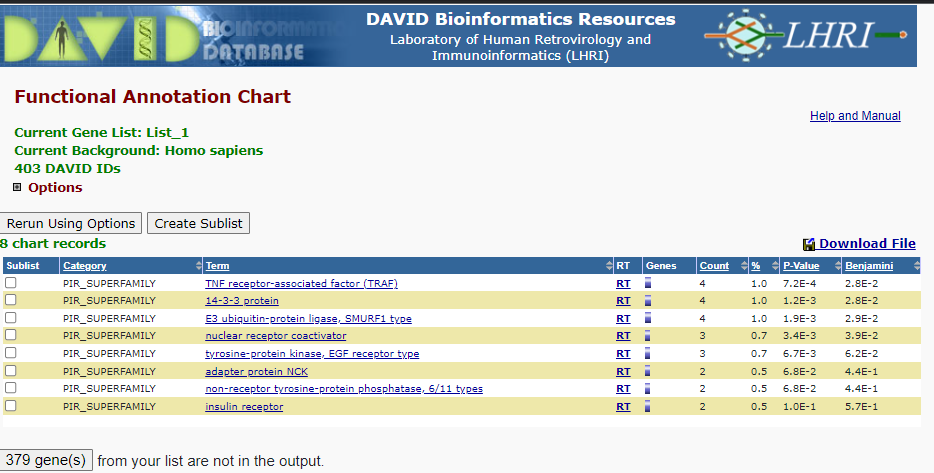 DAVID BIOINFORMATICS DATABASE
DAVID Bioinformatics Resources
Laboratory of Human Retrovirology and
Immunoinformatics (LHRI)
LHRI
Functional Annotation Chart
Help and Manual
Current Gene List: List_1
Current Background: Homo sapiens
403 DAVID IDs
Options
Rerun Using Options Create Sublist
8 chart records Download File
Sublist Category Term RT Genes Count % P-Value Benjamini
PIR_SUPERFAMILY TNF receptor-associated factor (TRAF) RT 4 1.0 7.2E-4 2.8E-2
PIR_SUPERFAMILY 14-3-3 protein RT 4 1.0 1.2E-3 2.8E-2
PIR_SUPERFAMILY E3 ubiquitin-protein ligase, SMURF1 type RT 4 1.0 1.9E-3 2.9E-2
PIR_SUPERFAMILY nuclear receptor coactivator RT 3 0.7 3.4E-3 3.9E-2
PIR_SUPERFAMILY tyrosine-protein kinase, EGF receptor type RT 3 0.7 6.7E-3 6.2E-2
PIR_SUPERFAMILY adapter protein NCK RT 2 0.5 6.8E-2 4.4E-1
PIR_SUPERFAMILY non-receptor tyrosine-protein phosphatase, 6/11 types RT 2 0.5 6.8E-2 4.4E-1
PIR_SUPERFAMILY insulin receptor RT 2 0.5 1.0E-1 5.7E-1
379 gene(s) from your list are not in the output.